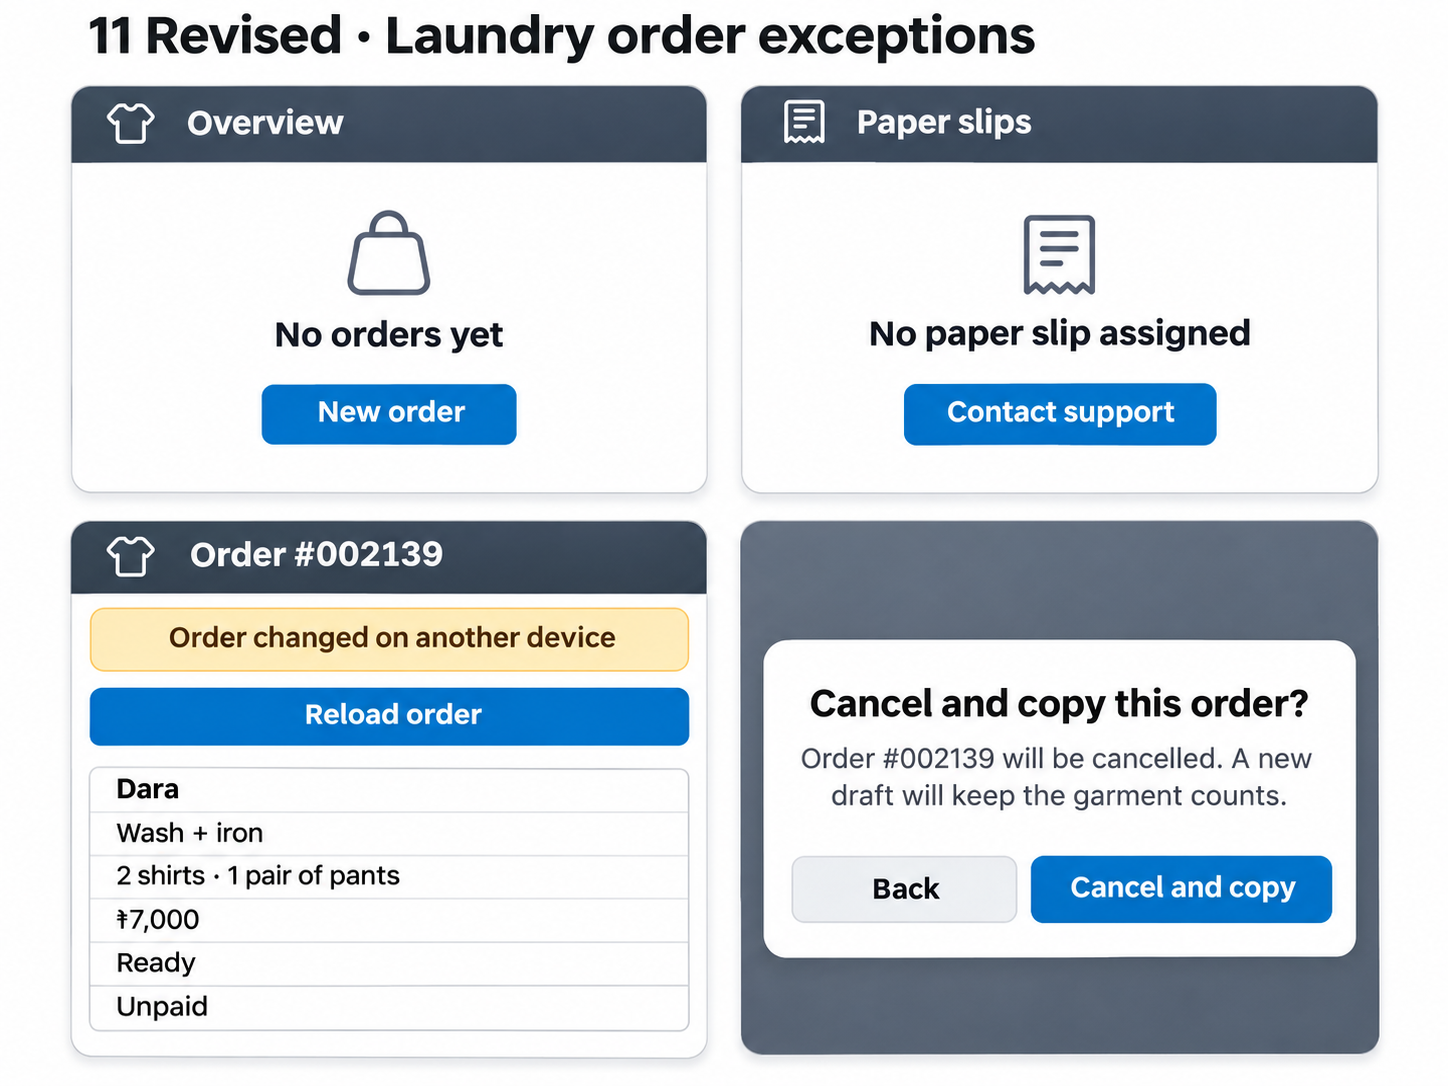 11 Revised · Laundry order exceptions
Overview
No orders yet
New order
Paper slips
No paper slip assigned
Contact support
Order #002139
Order changed on another device
Reload order
Dara
Wash + iron
2 shirts · 1 pair of pants
7,000
Ready
Unpaid
Cancel and copy this order?
Order #002139 will be cancelled. A new
draft will keep the garment counts.
Back
Cancel and copy